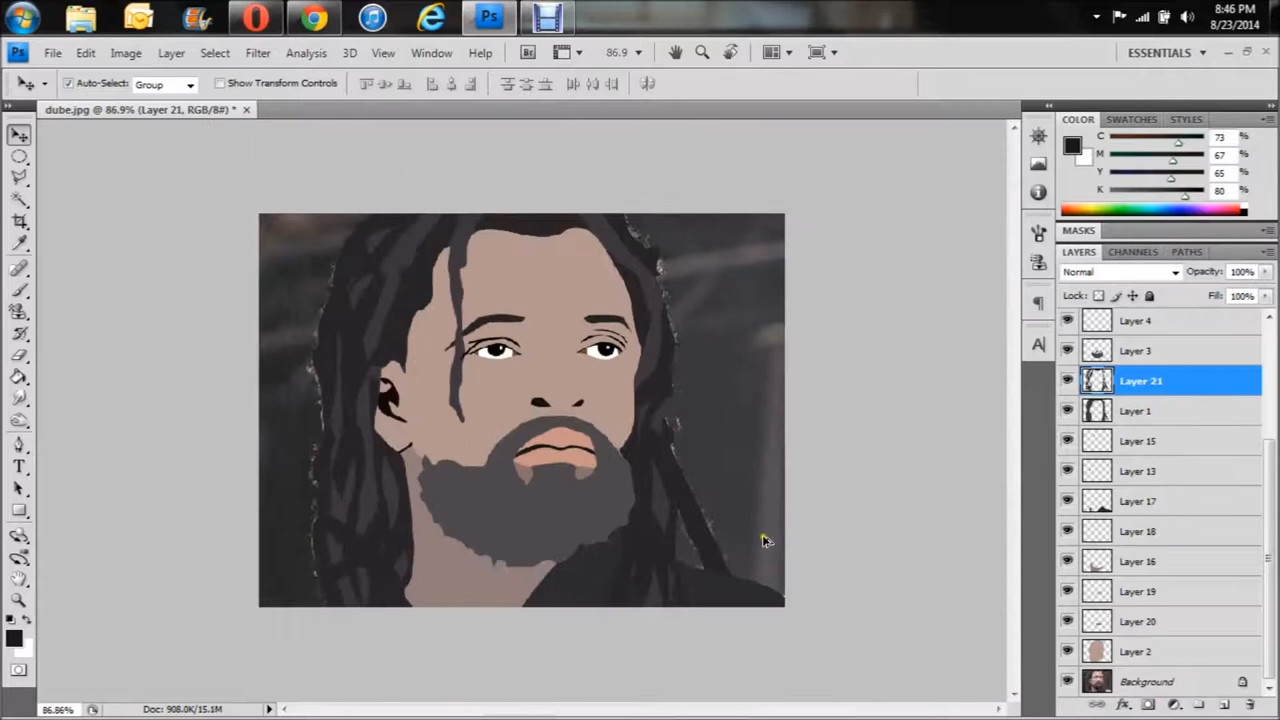 8:46 PM
8/23/2014
Ps
Ps File Edit Image Layer Select Filter Analysis 3D View Window Help Br 86.9 ESSENTIALS
Auto-Select: Group Show Transform Controls
dube.jpg @ 86.9% (Layer 21, RGB/8#) *
COLOR SWATCHES STYLES
C 73 %
M 67 %
Y 65 %
K 80 %
MASKS
LAYERS CHANNELS PATHS
Normal Opacity: 100%
Lock: Fill: 100%
Layer 4
Layer 3
Layer 21
Layer 1
Layer 15
Layer 13
Layer 17
Layer 18
Layer 16
Layer 19
Layer 20
Layer 2
Background
86.86% Doc: 908.0K/15.1M